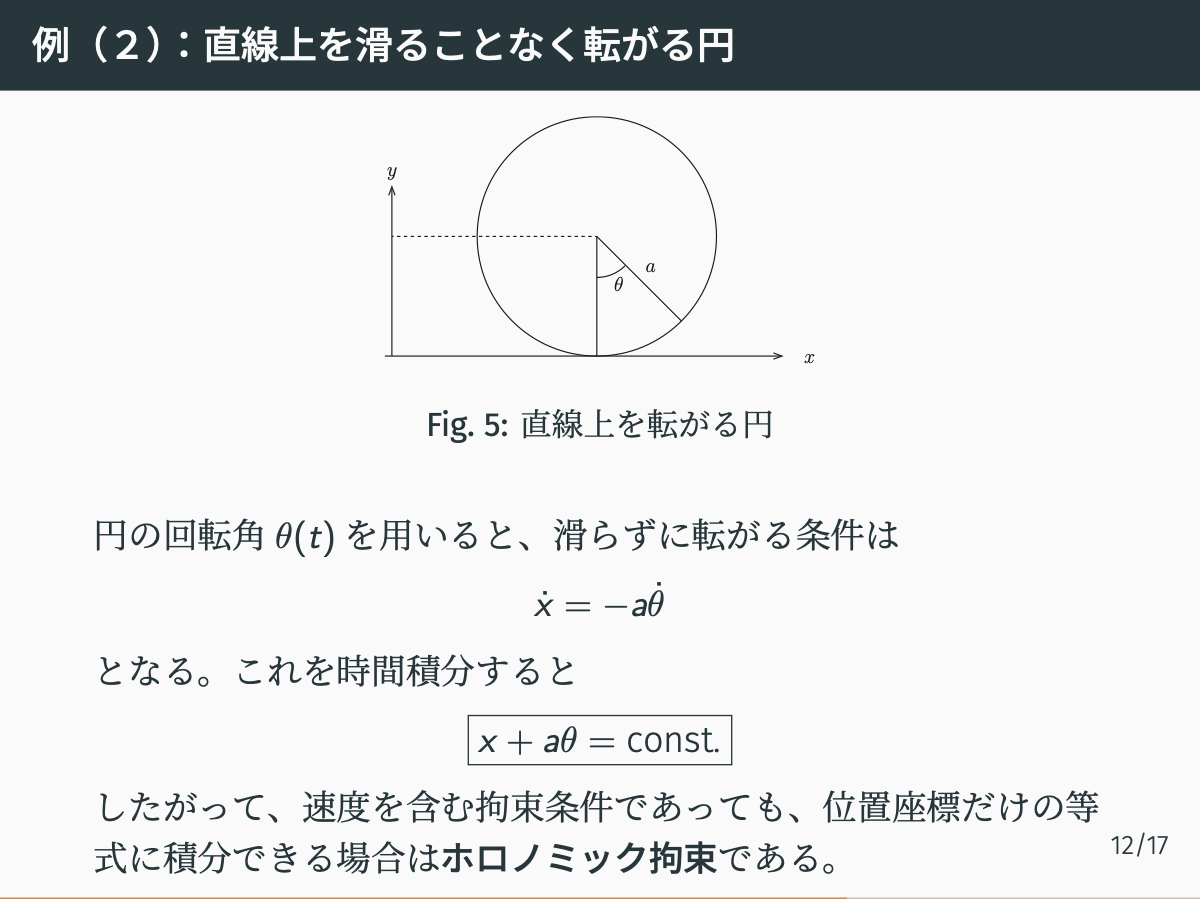 例（２）：直線上を滑ることなく転がる円
y
a
θ
x
Fig. 5: 直線上を転がる円
円の回転角 θ(t) を用いると、滑らずに転がる条件は
ẋ = −aθ̇
となる。これを時間積分すると
x + aθ = const.
したがって、速度を含む拘束条件であっても、位置座標だけの等
式に積分できる場合はホロノミック拘束である。
12/17